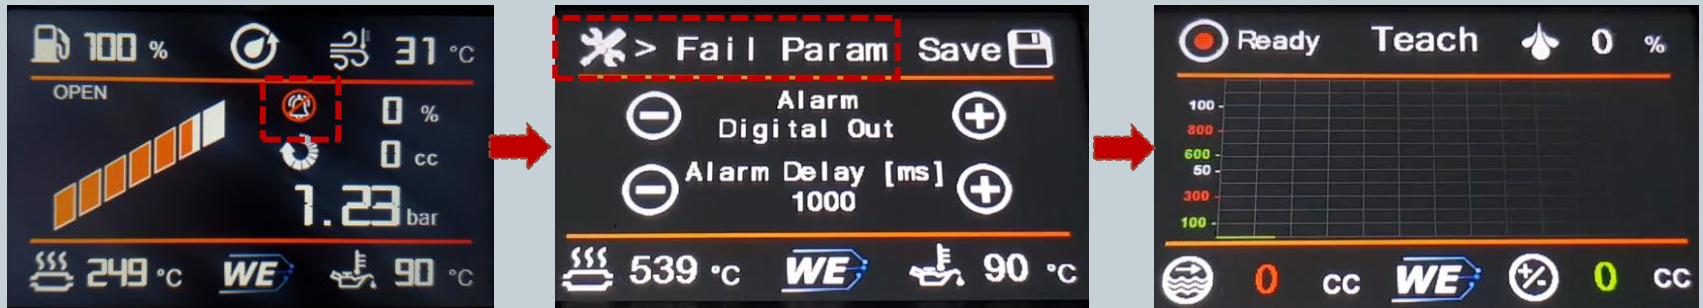 100 %
31 °C
OPEN
0 %
0 cc
1.23 bar
249 °C
WE
90 °C
> Fail Param Save
Alarm
Digital Out
Alarm Delay [ms]
1000
539 °C
WE
90 °C
Ready Teach 0 %
100 -
800 -
600 -
50 -
300 -
100 -
0 cc
WE
+/-
0 cc